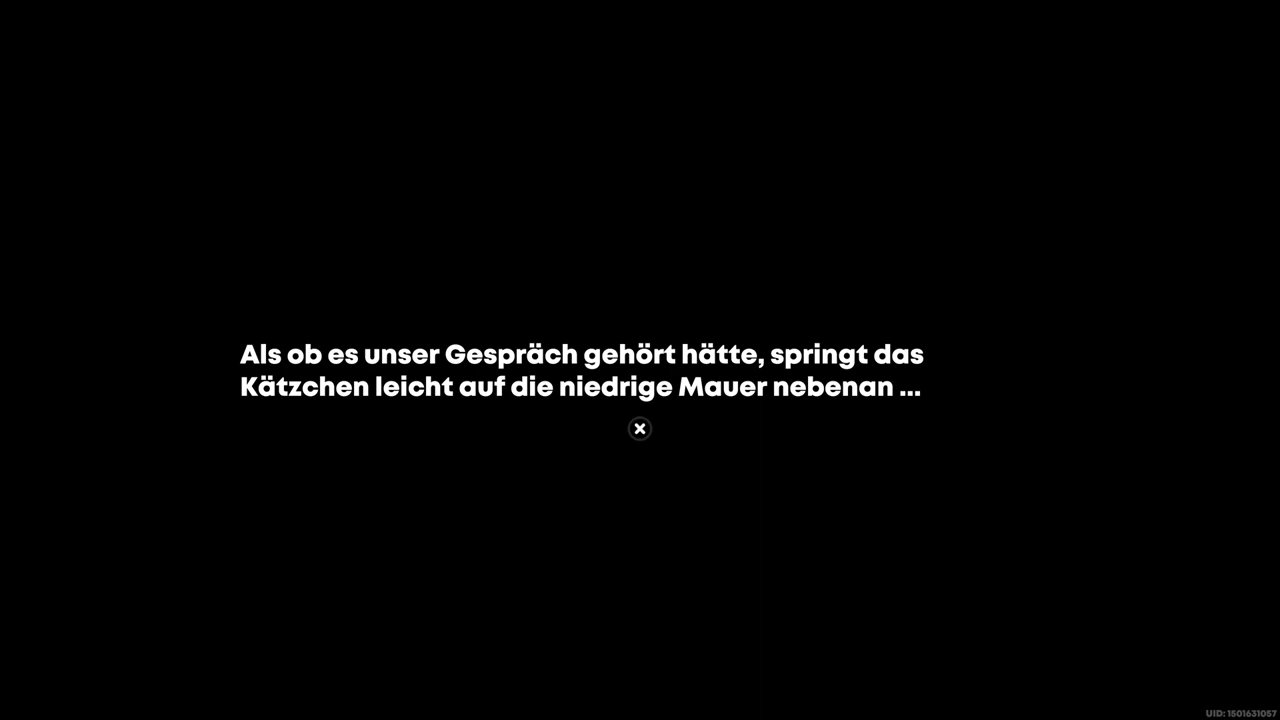 Als ob es unser Gespräch gehört hätte, springt das
Kätzchen leicht auf die niedrige Mauer nebenan ...
UID: 1501631057